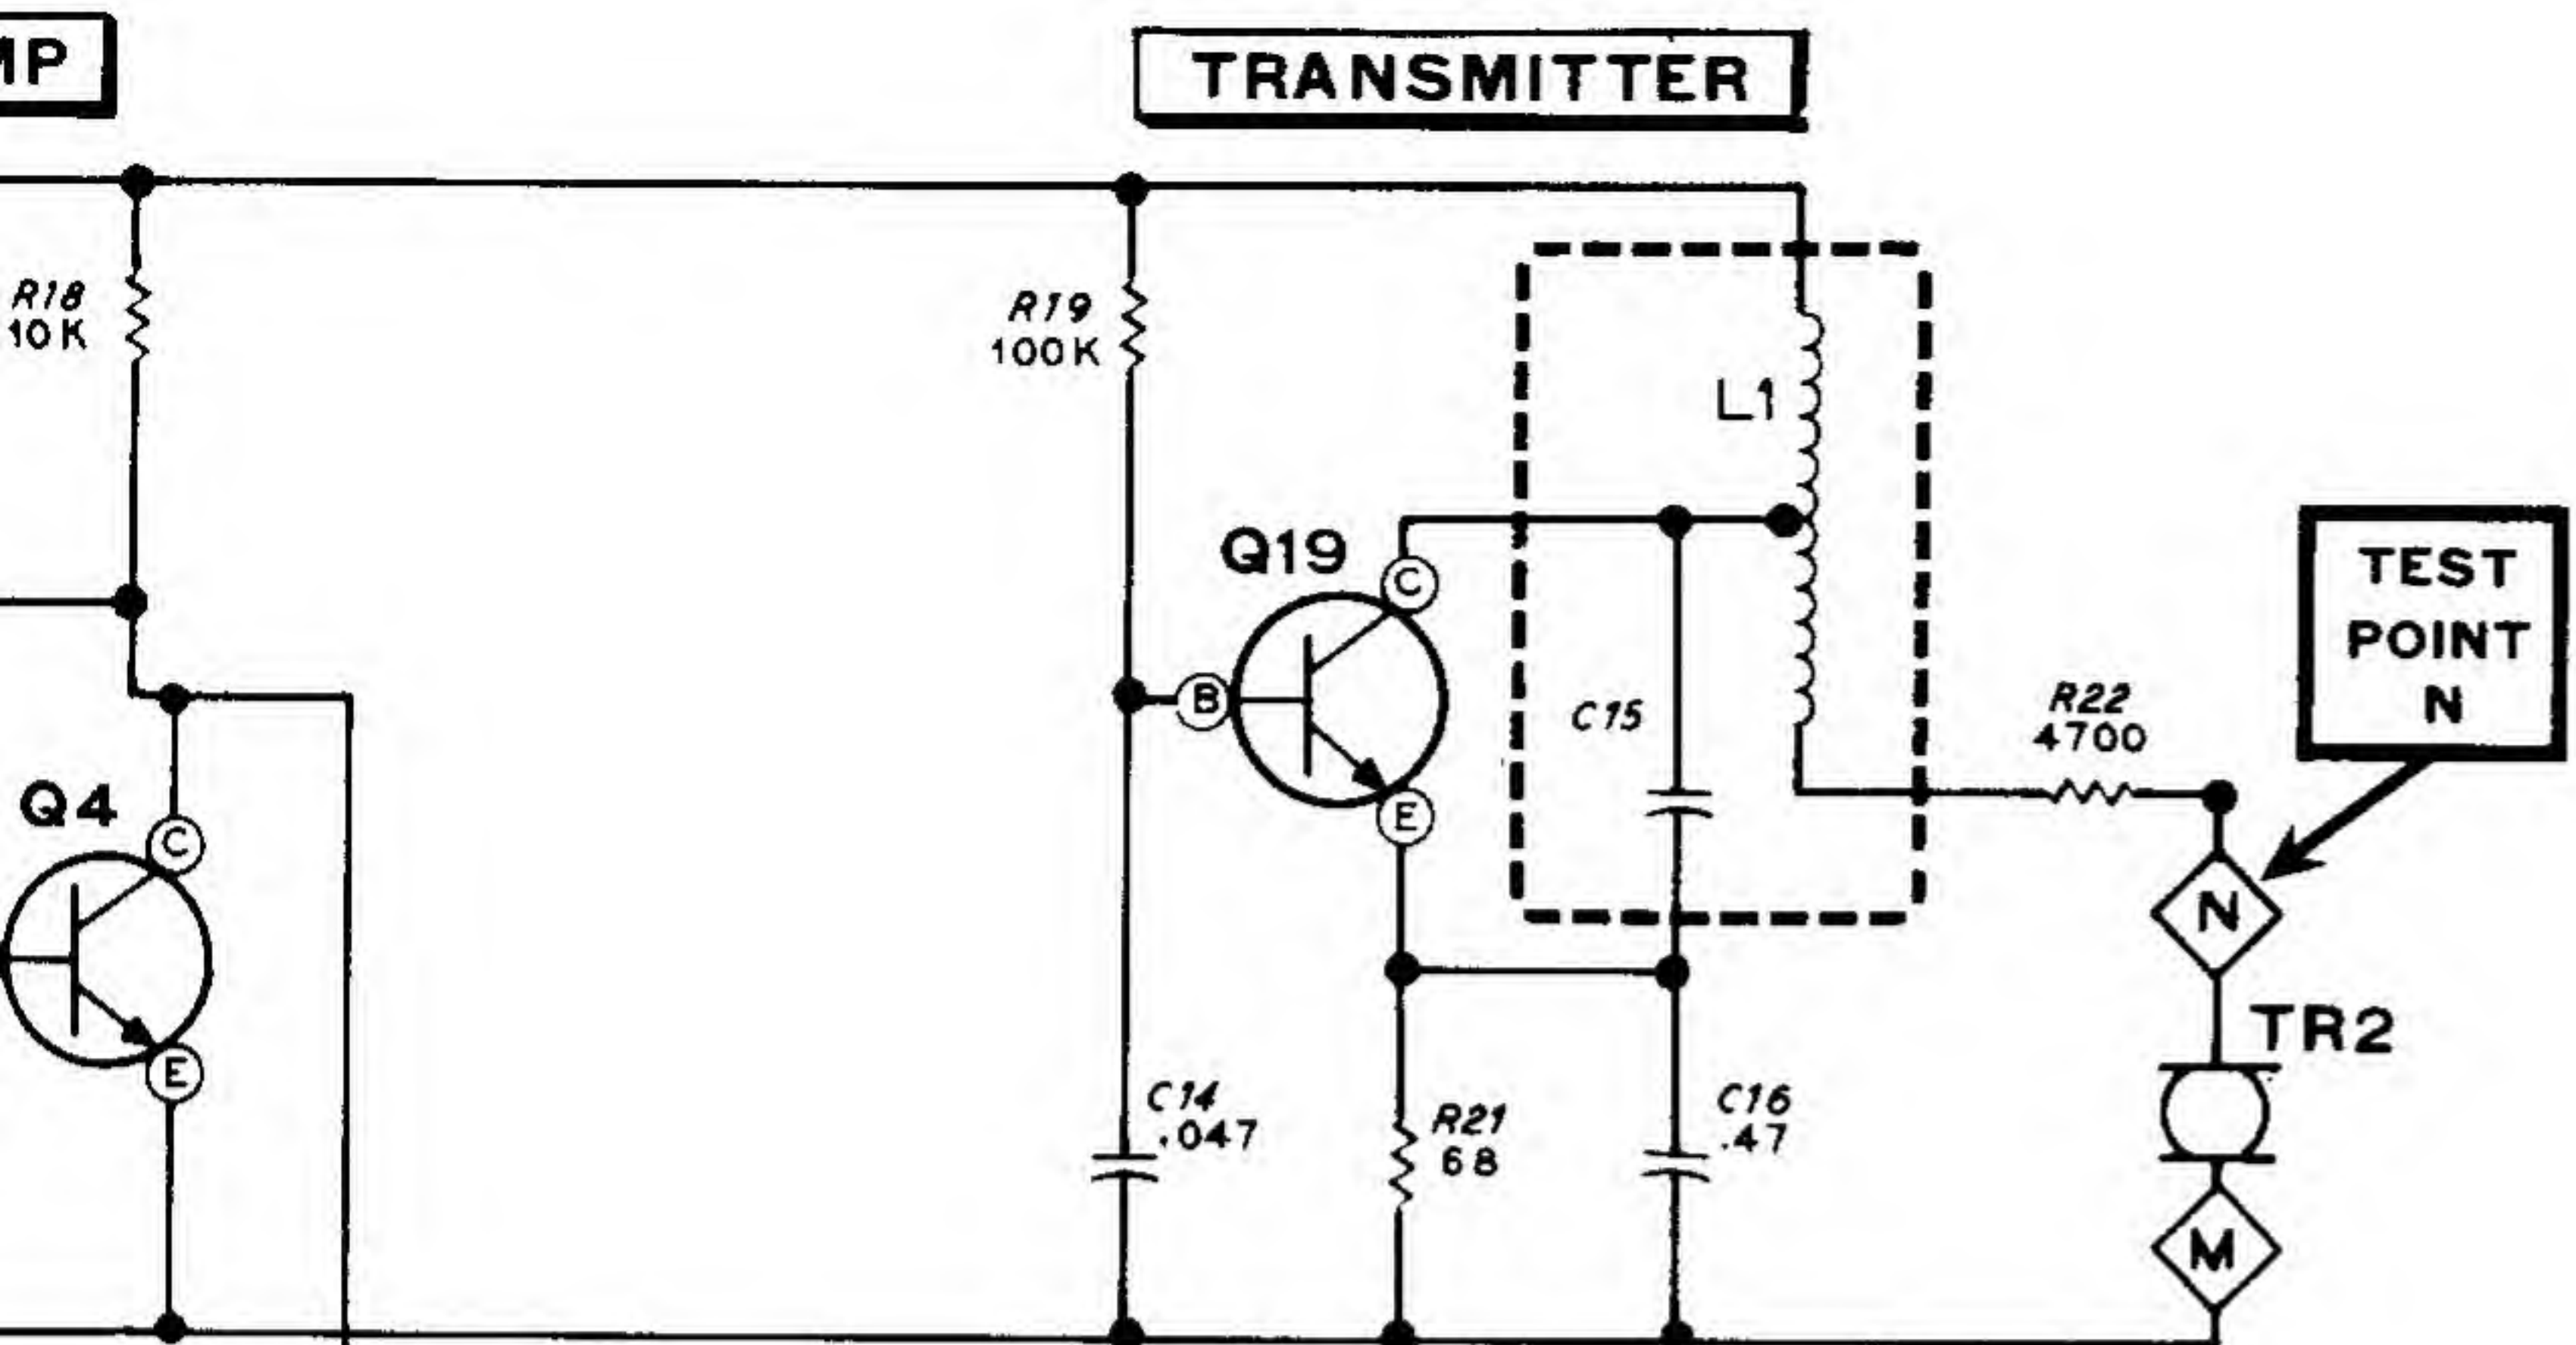 TRANSMITTER
R18
10K
R19
100K
L1
Q19
C
B
E
C15
R22
4700
TEST
POINT
N
N
Q4
C
E
TR2
C14
.047
R21
68
C16
.47
M